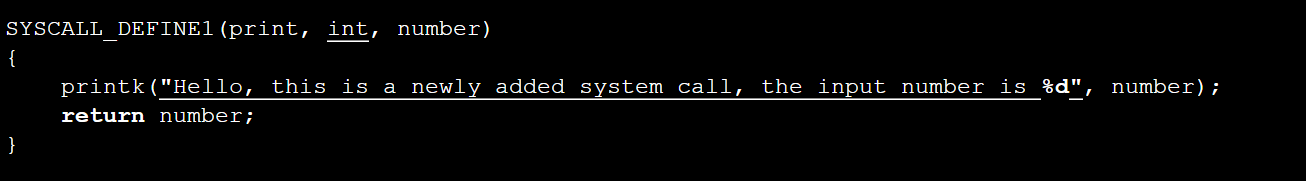 SYSCALL_DEFINE1(print, int, number)
{
    printk("Hello, this is a newly added system call, the input number is %d", number);
    return number;
}